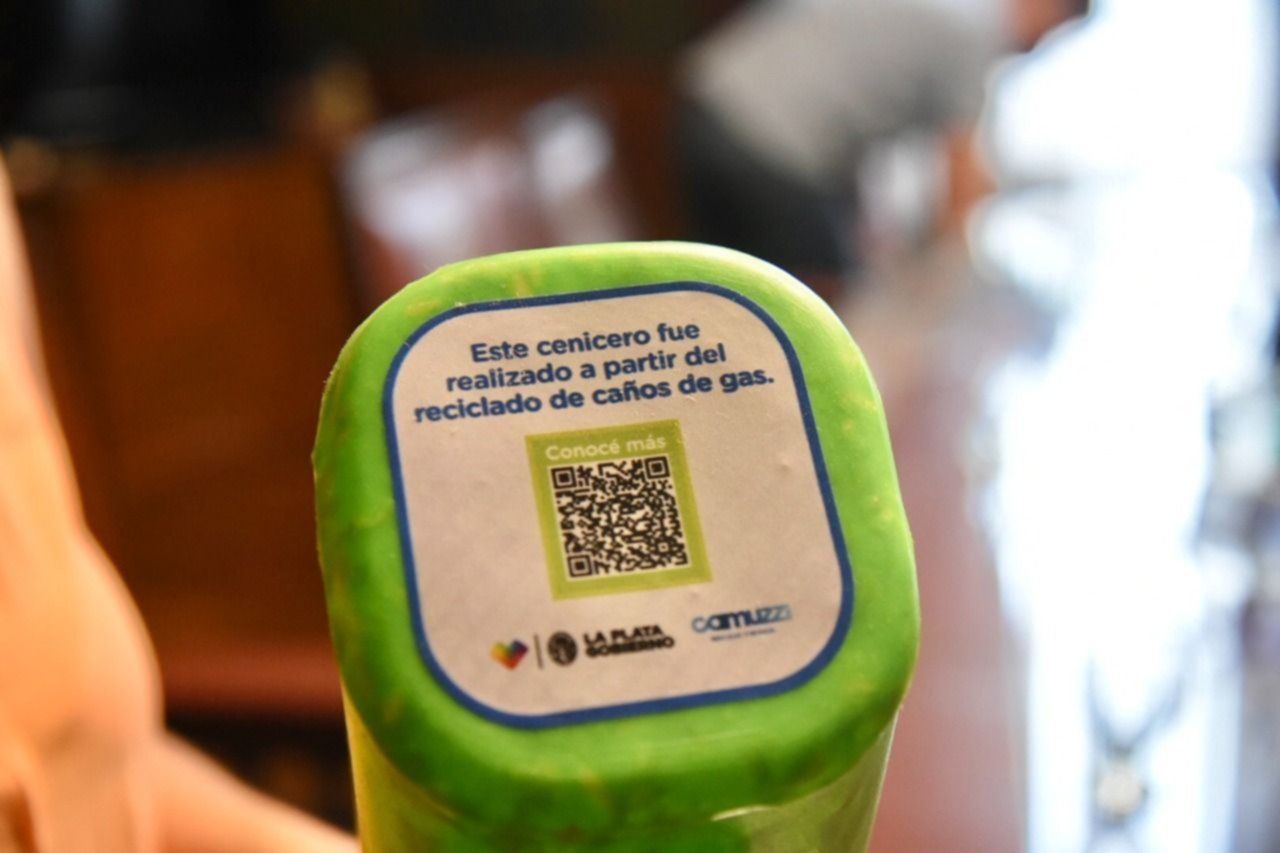 Este cenicero fue
realizado a partir del
reciclado de caños de gas.
Conocé más
LA PLATA
GOBIERNO
camuzzi